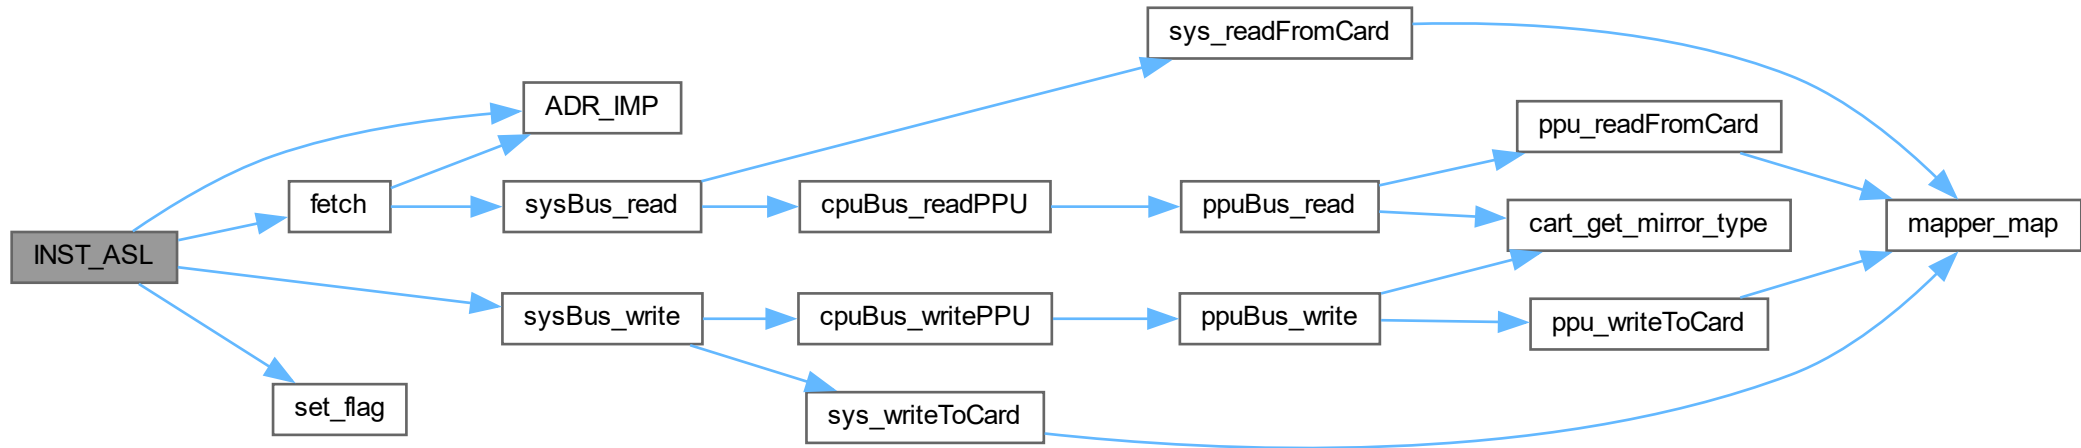 INST_ASL
ADR_IMP
fetch
sysBus_read
sysBus_write
set_flag
sys_readFromCard
cpuBus_readPPU
cpuBus_writePPU
sys_writeToCard
ppuBus_read
ppuBus_write
ppu_readFromCard
cart_get_mirror_type
ppu_writeToCard
mapper_map